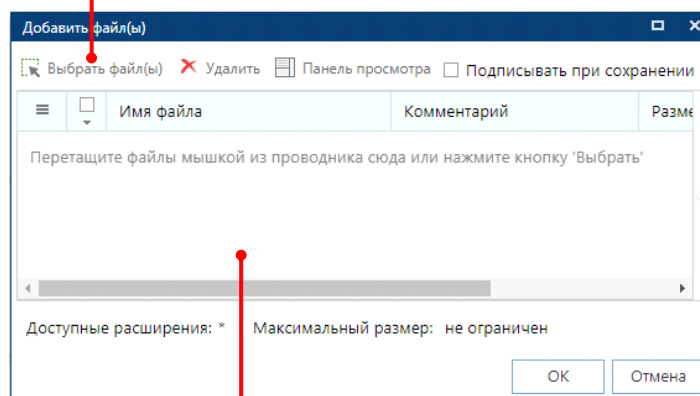 Добавить файл(ы)
Выбрать файл(ы) Удалить Панель просмотра Подписывать при сохранении
Имя файла Комментарий Разме
Перетащите файлы мышкой из проводника сюда или нажмите кнопку 'Выбрать'
Доступные расширения: * Максимальный размер: не ограничен
OK Отмена